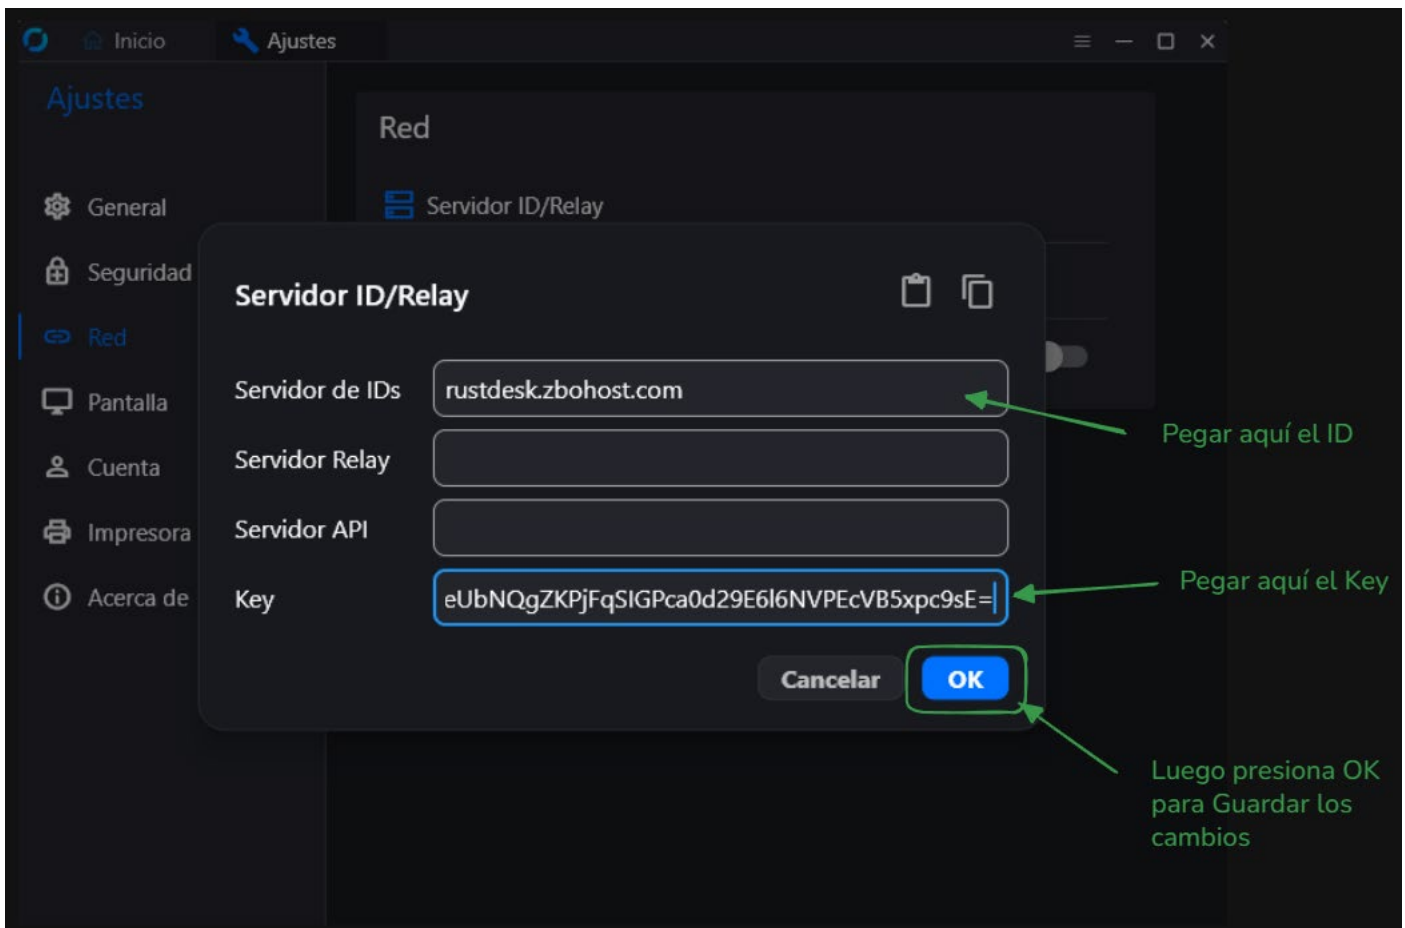 Inicio
Ajustes
Ajustes
General
Seguridad
Red
Pantalla
Cuenta
Impresora
Acerca de
Red
Servidor ID/Relay
Servidor ID/Relay
Servidor de IDs
rustdesk.zbohost.com
Servidor Relay
Servidor API
Key
eUbNQgZKPjFqSIGPca0d29E6l6NVPEcVB5xpc9sE=
Cancelar
OK
Pegar aquí el ID
Pegar aquí el Key
Luego presiona OK
para Guardar los
cambios